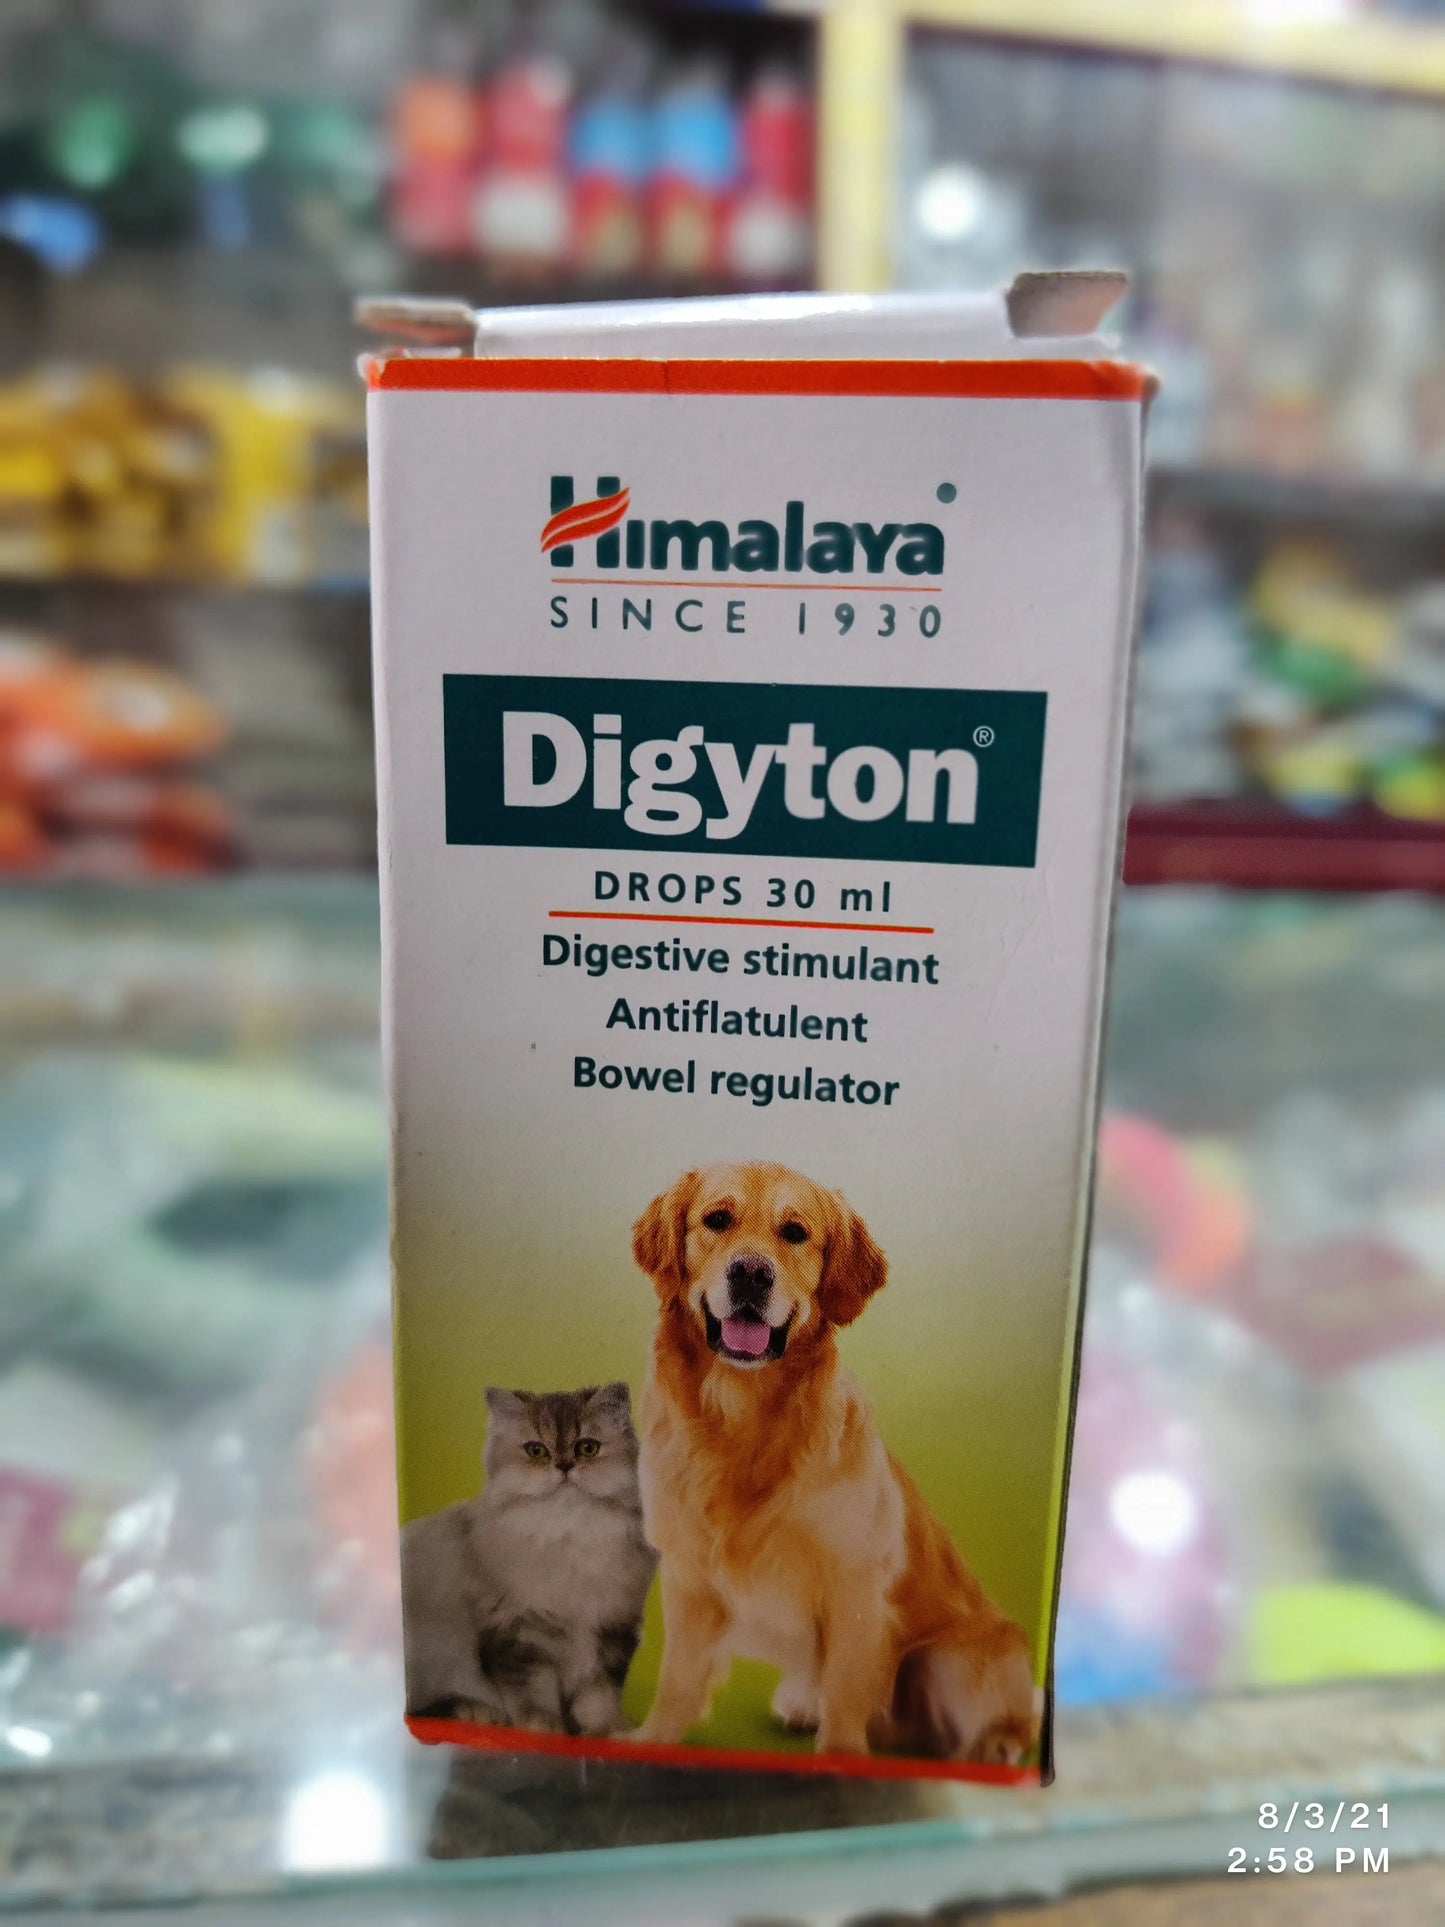 Himalaya
SINCE 1930
Digyton®
DROPS 30 ml
Digestive stimulant
Antiflatulent
Bowel regulator
8/3/21
2:58 PM